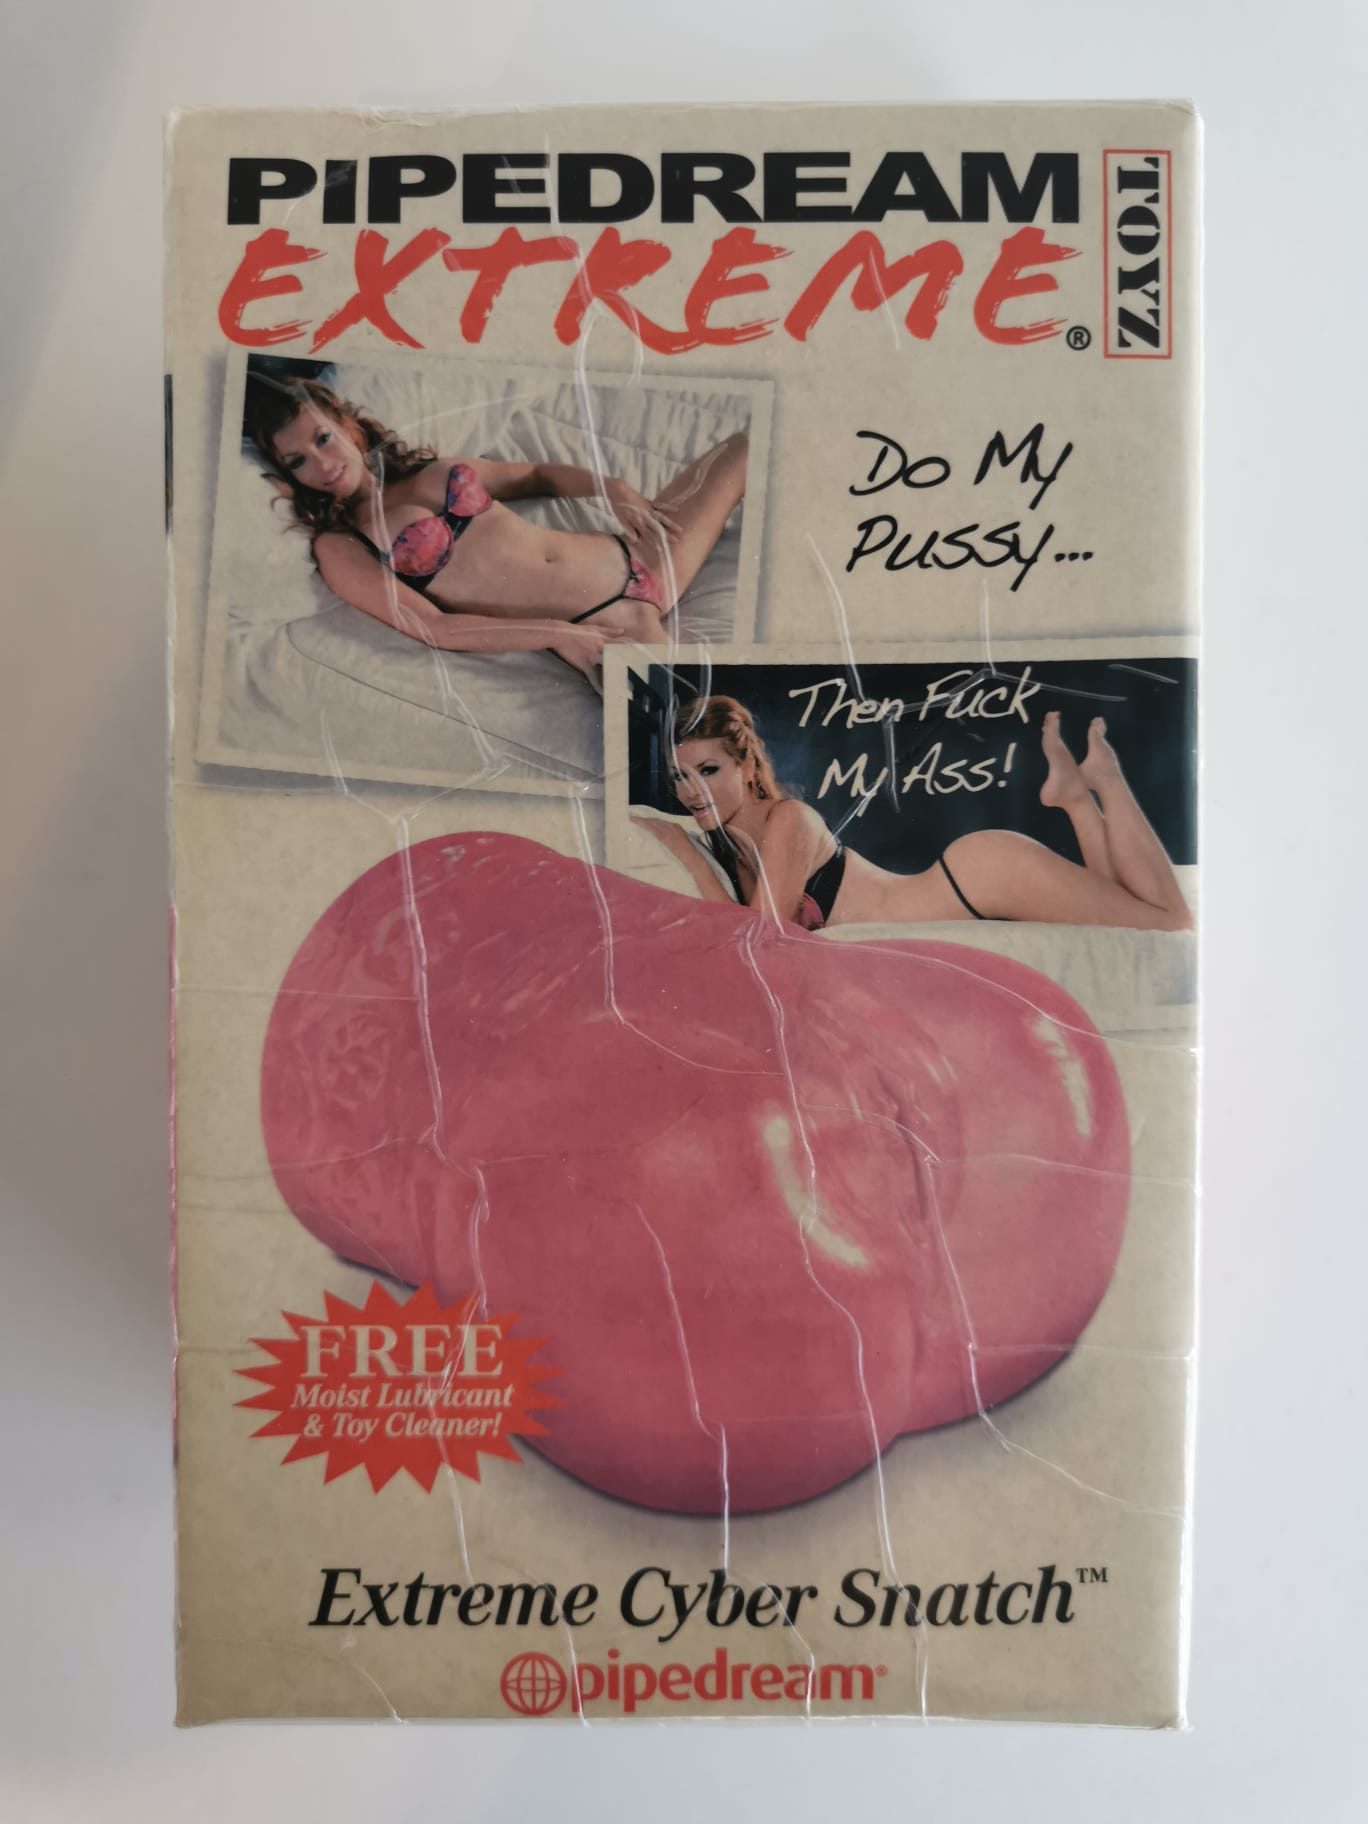 PIPEDREAM
EXTREME®
TOYZ
Do My
Pussy...
Then Fuck
My Ass!
FREE
Moist Lubricant
& Toy Cleaner!
Extreme Cyber Snatch™
pipedream®